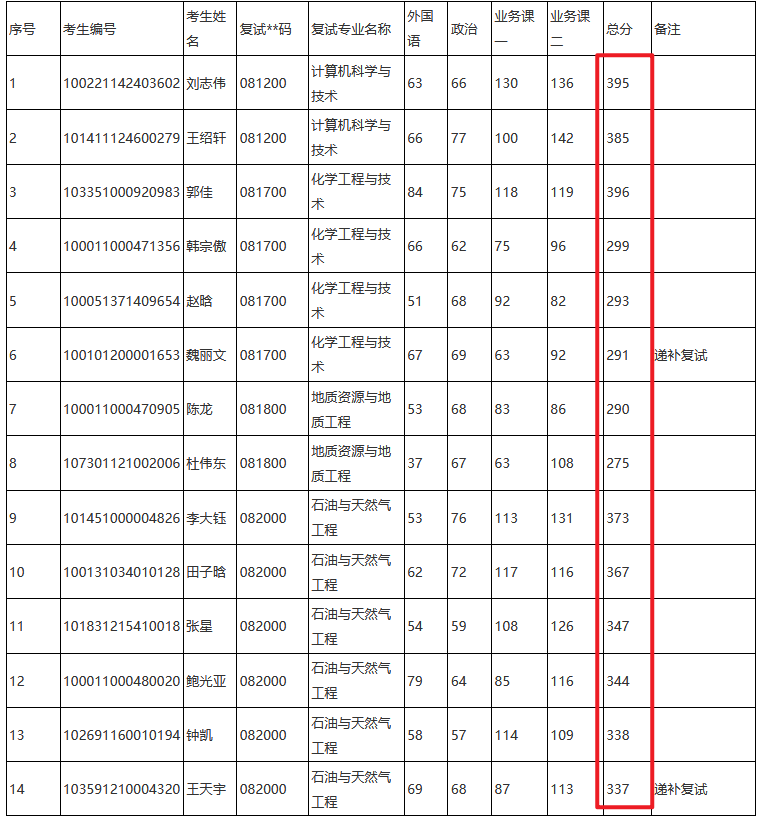 序号 考生编号 考生姓名 复试**码 复试专业名称 外国语 政治 业务课一 业务课二 总分 备注
1 100221142403602 刘志伟 081200 计算机科学与技术 63 66 130 136 395
2 101411124600279 王绍轩 081200 计算机科学与技术 66 77 100 142 385
3 103351000920983 郭佳 081700 化学工程与技术 84 75 118 119 396
4 100011000471356 韩宗傲 081700 化学工程与技术 66 62 75 96 299
5 100051371409654 赵晗 081700 化学工程与技术 51 68 92 82 293
6 100101200001653 魏丽文 081700 化学工程与技术 67 69 63 92 291 递补复试
7 100011000470905 陈龙 081800 地质资源与地质工程 53 68 83 86 290
8 107301121002006 杜伟东 081800 地质资源与地质工程 37 67 63 108 275
9 101451000004826 李大钰 082000 石油与天然气工程 53 76 113 131 373
10 100131034010128 田子晗 082000 石油与天然气工程 62 72 117 116 367
11 101831215410018 张星 082000 石油与天然气工程 54 59 108 126 347
12 100011000480020 鲍光亚 082000 石油与天然气工程 79 64 85 116 344
13 102691160010194 钟凯 082000 石油与天然气工程 58 57 114 109 338
14 103591210004320 王天宇 082000 石油与天然气工程 69 68 87 113 337 递补复试